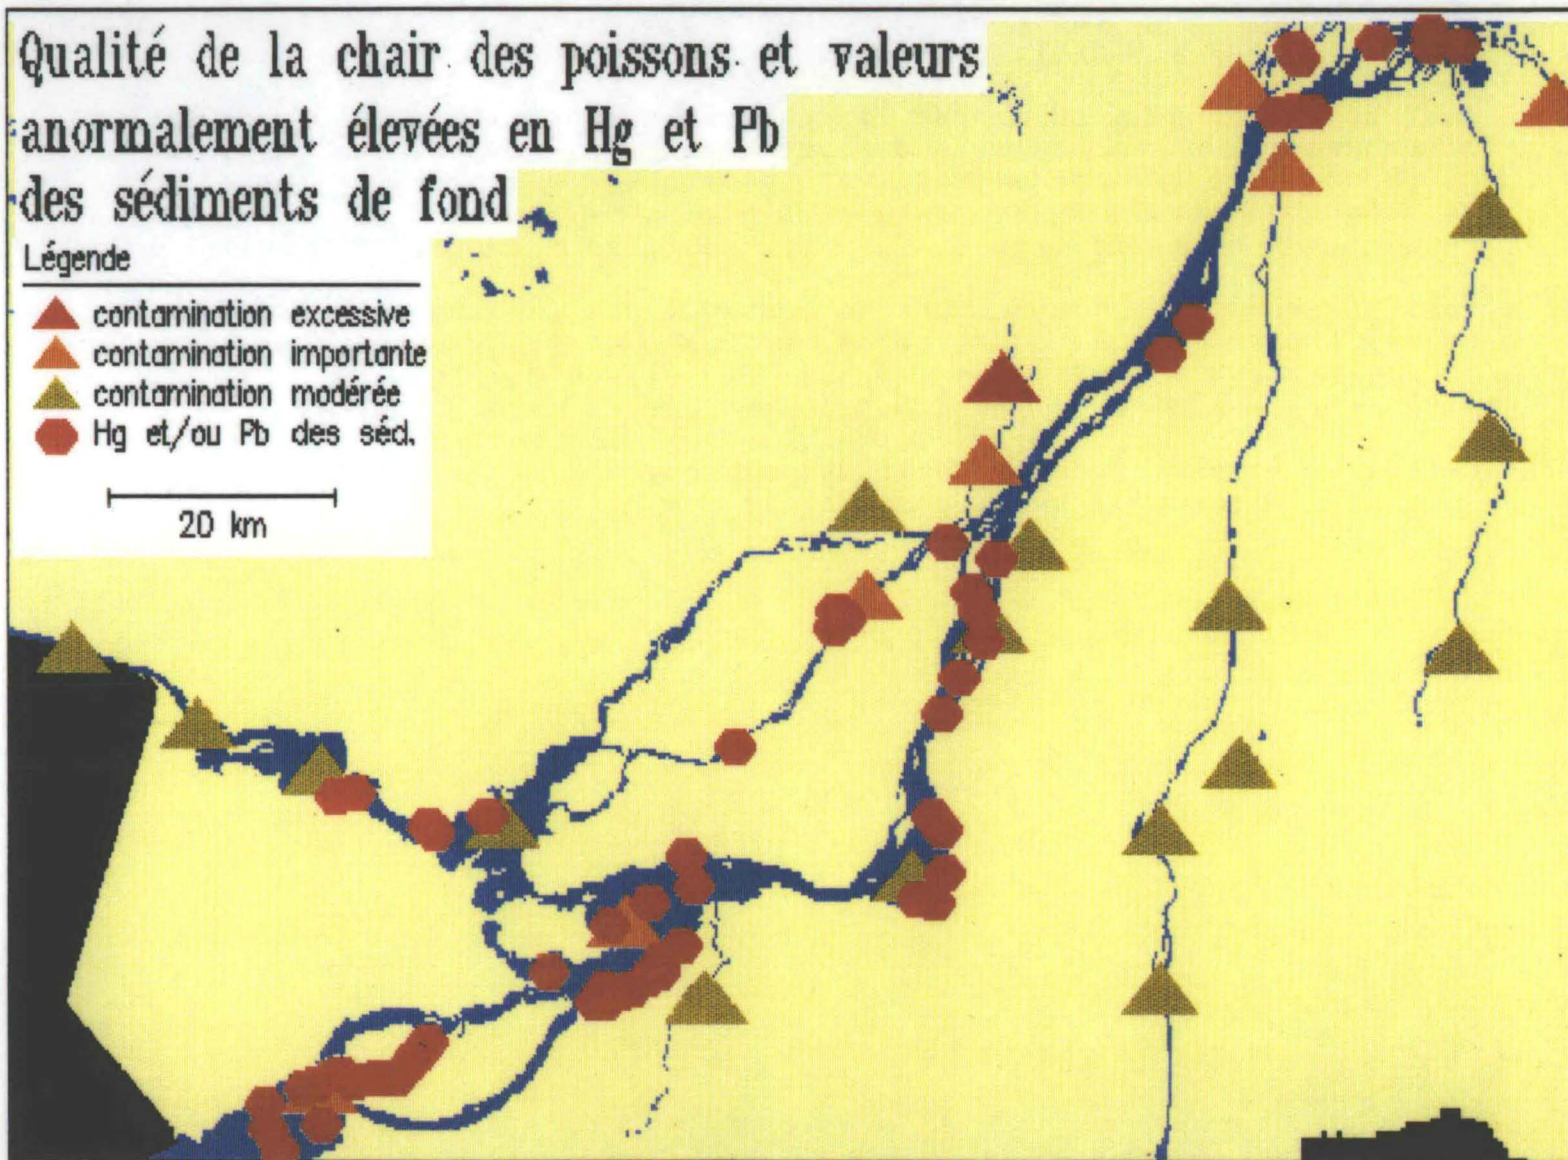 Qualité de la chair des poissons et valeurs
anormalement élevées en Hg et Pb
des sédiments de fond
Légende
contamination excessive
contamination importante
contamination modérée
Hg et/ou Pb des séd.
20 km